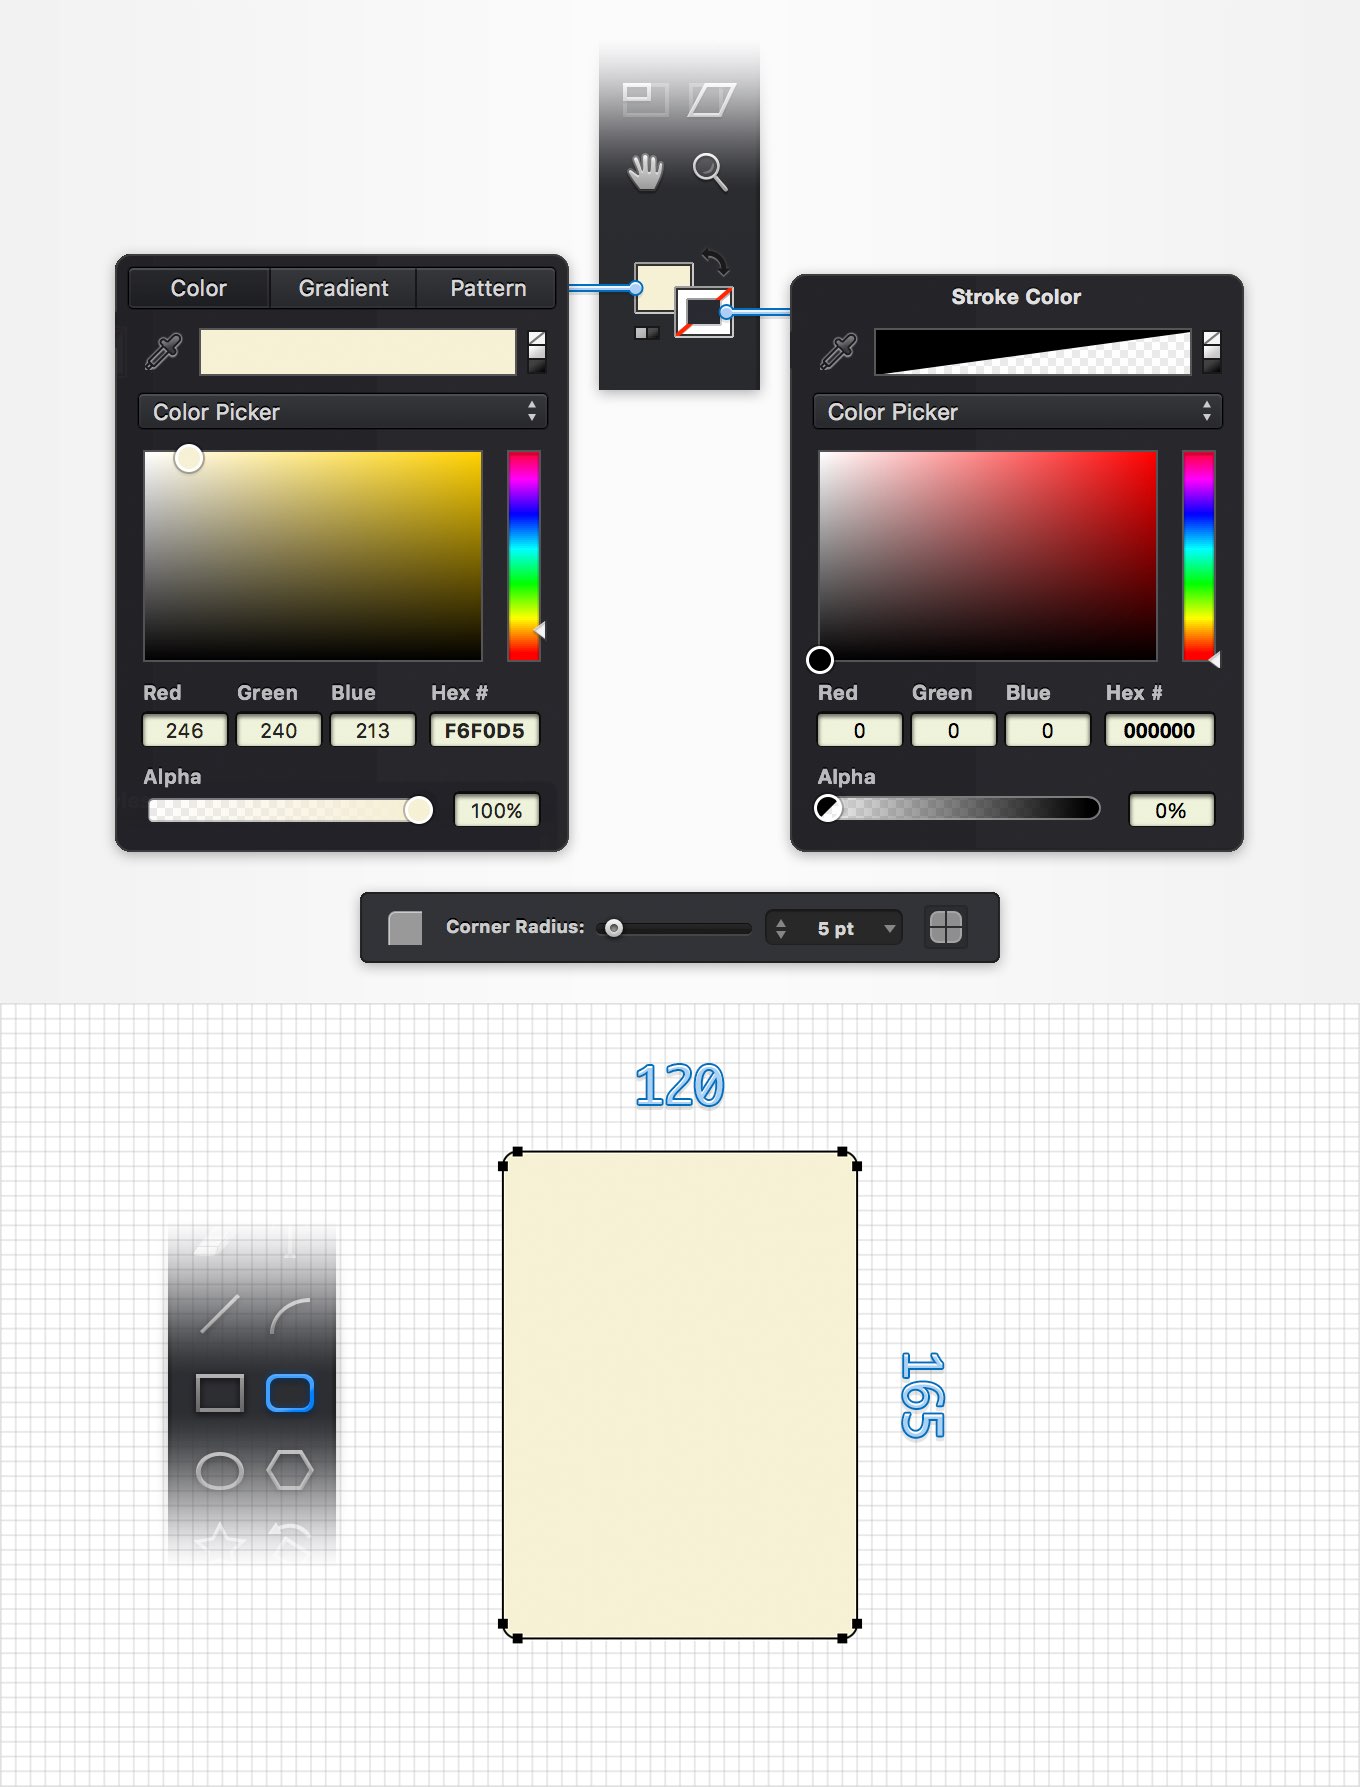 Color Gradient Pattern
Color Picker
Red Green Blue Hex #
246 240 213 F6F0D5
Alpha
100%
Stroke Color
Color Picker
Red Green Blue Hex #
0 0 0 000000
Alpha
0%
Corner Radius: 5 pt
120
165